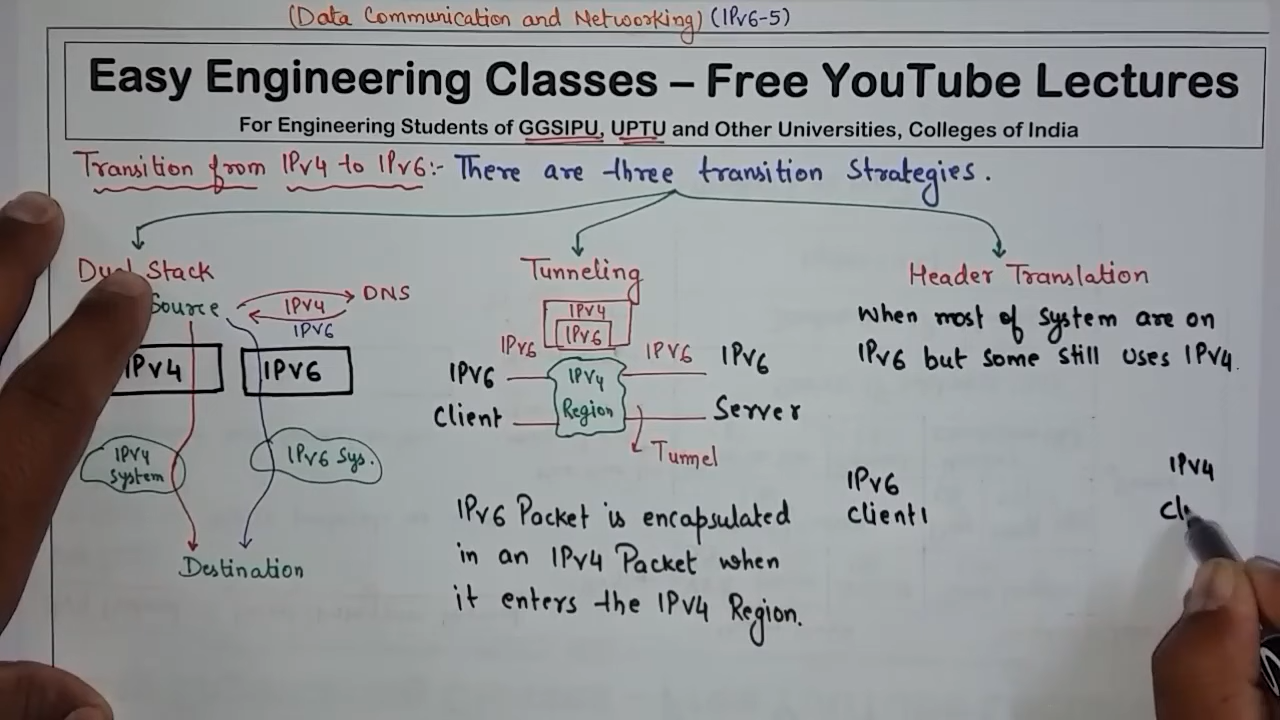 (Data Communication and Networking) (IPv6-5)
Easy Engineering Classes – Free YouTube Lectures
For Engineering Students of GGSIPU, UPTU and Other Universities, Colleges of India
Transition from IPv4 to IPv6:- There are three transition Strategies.
Dual Stack
Source
IPv4
IPv6
DNS
IPv4
IPv6
IPv4
System
IPv6 Sys.
Destination
Tunneling
IPv4
IPv6
IPv6
IPv6
IPv6
Client
IPv4
Region
IPv6
Server
Tunnel
IPv6 Packet is encapsulated
in an IPv4 Packet when
it enters the IPv4 Region.
Header Translation
When most of System are on
IPv6 but some still uses IPv4.
IPv6
Client1
IPv4